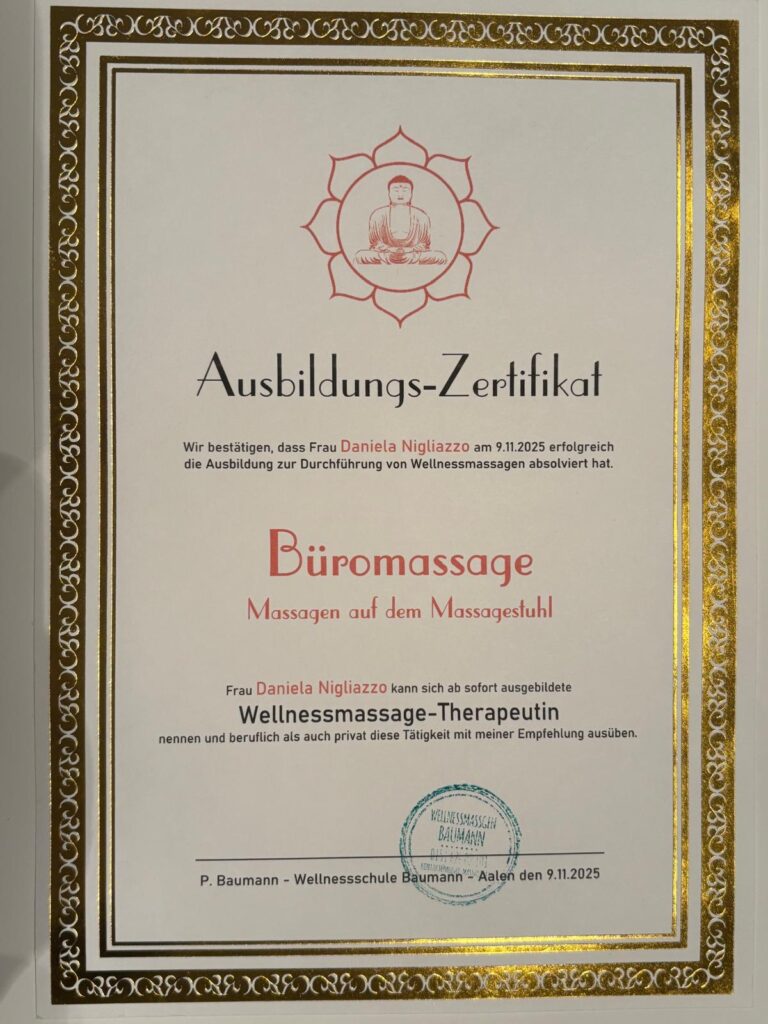 Ausbildungs-Zertifikat
Wir bestätigen, dass Frau Daniela Nigliazzo am 9.11.2025 erfolgreich
die Ausbildung zur Durchführung von Wellnessmassagen absolviert hat.
Büromassage
Massagen auf dem Massagestuhl
Frau Daniela Nigliazzo kann sich ab sofort ausgebildete
Wellnessmassage-Therapeutin
nennen und beruflich als auch privat diese Tätigkeit mit meiner Empfehlung ausüben.
BAUMANN
P. Baumann - Wellnessschule Baumann - Aalen den 9.11.2025